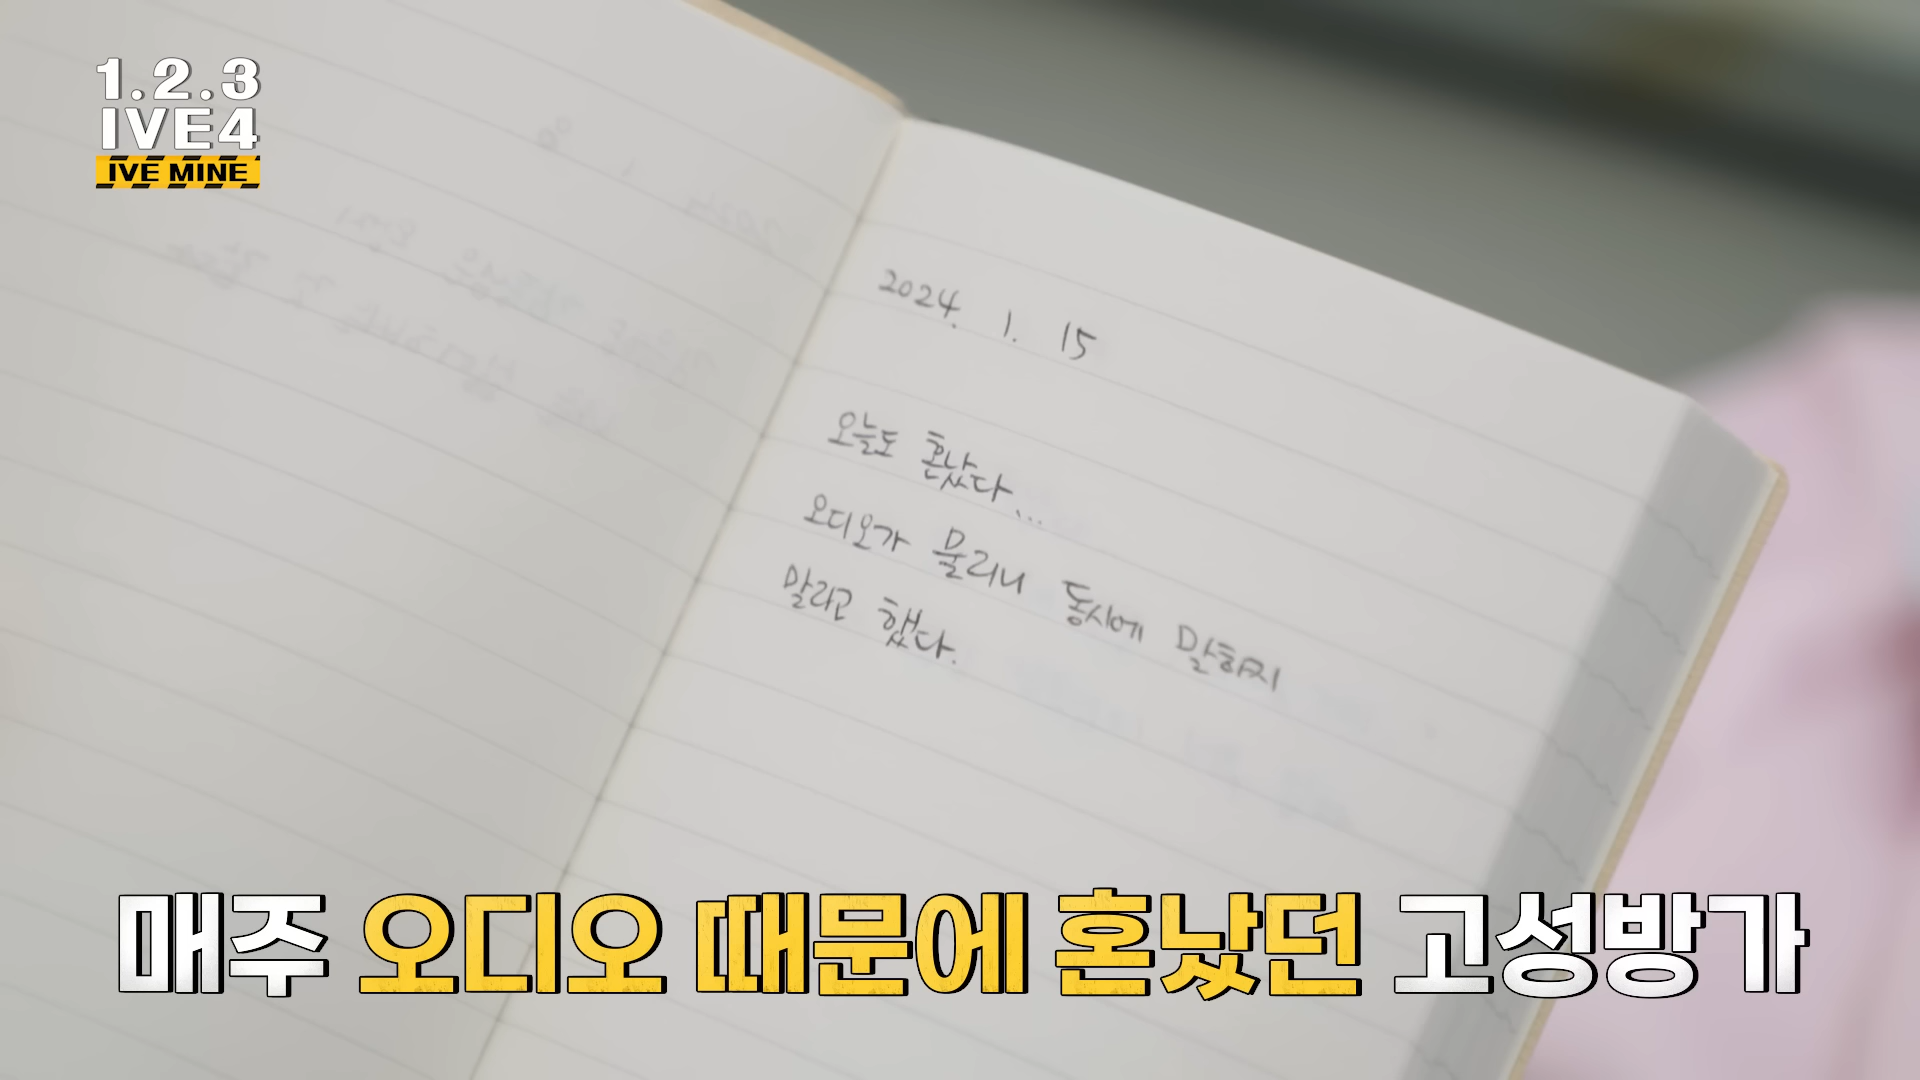 1.2.3
IVE4
IVE MINE
2024. 1. 15
오늘도 혼났다...
오디오가 물리니 동시에 말하지
말라고 했다.
매주 오디오 때문에 혼났던 고성방가